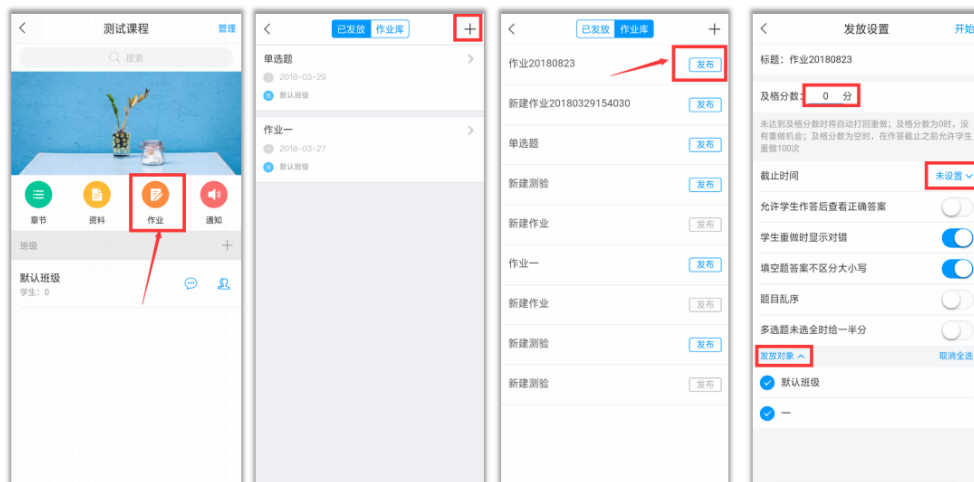 测试课程
管理
搜索
章节
资料
作业
通知
班级
默认班级
学生：0
已发放
作业库
单选题
2018-03-29
默认班级
作业一
2018-03-27
默认班级
已发放
作业库
作业20180823
发布
新建作业20180329154030
发布
单选题
发布
新建测验
发布
新建作业
发布
作业一
发布
新建作业
发布
新建测验
发布
新建测验
发布
发放设置
开始
标题：作业20180823
及格分数：
0 分
未达到及格分数时将自动打回重做；及格分数为0时，没
有重做机会；及格分数为空时，在作答截止之前允许学生
重做100次
截止时间
未设置
允许学生作答后查看正确答案
学生重做时显示对错
填空题答案不区分大小写
题目乱序
多选题未选全时给一半分
发放对象
取消全选
默认班级
一